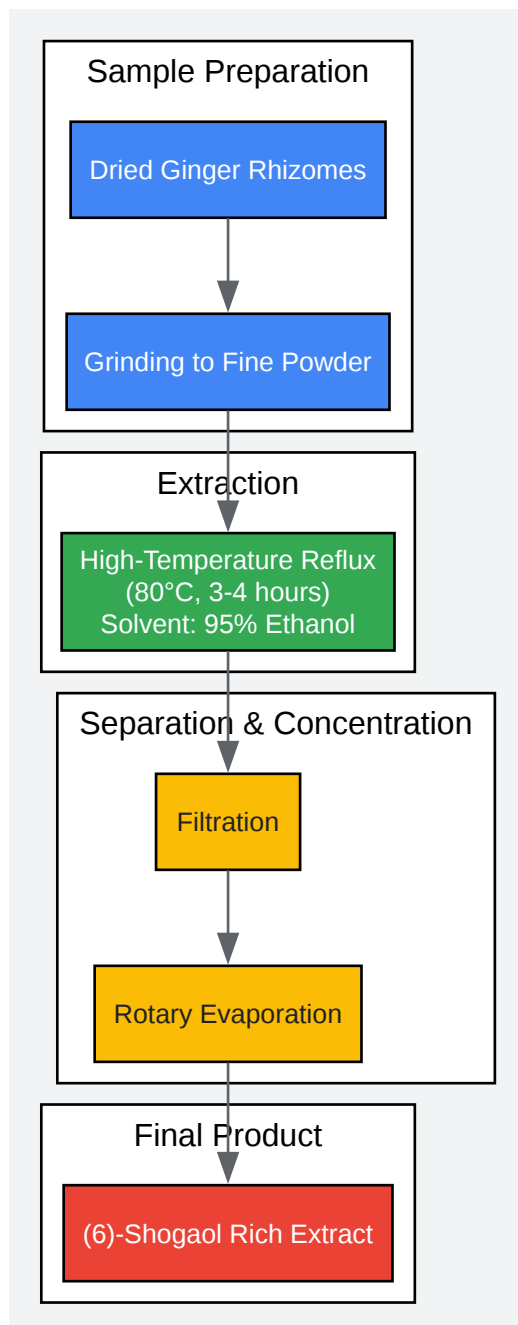 Sample Preparation
Dried Ginger Rhizomes
Grinding to Fine Powder
Extraction
High-Temperature Reflux
(80°C, 3-4 hours)
Solvent: 95% Ethanol
Separation & Concentration
Filtration
Rotary Evaporation
Final Product
(6)-Shogaol Rich Extract